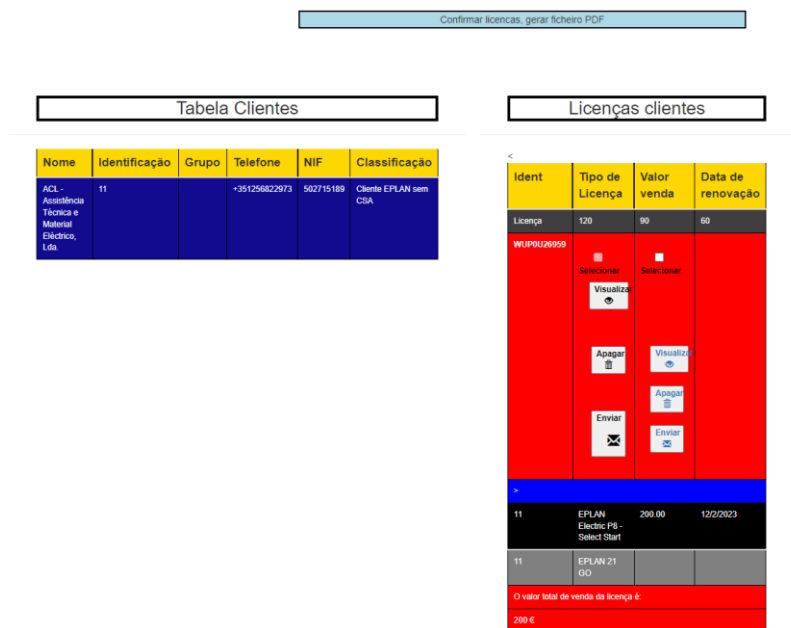 Confirmar licencas, gerar ficheiro PDF
Tabela Clientes
Nome Identificação Grupo Telefone NIF Classificação
ACL - 11 +351256822973 502715189 Cliente EPLAN sem
Assistência CSA
Técnica e
Material
Eléctrico,
Lda.
Licenças clientes
<
Ident Tipo de Valor Data de
Licença venda renovação
Licença 120 90 60
WUP0U26959
Selecionar Selecionar
Visualizar
Apagar Visualiza
Apagar
Enviar
Enviar
>
11 EPLAN 200.00 12/2/2023
Electric P8 -
Select Start
11 EPLAN 21
GO
O valor total de venda da licença é:
200 €